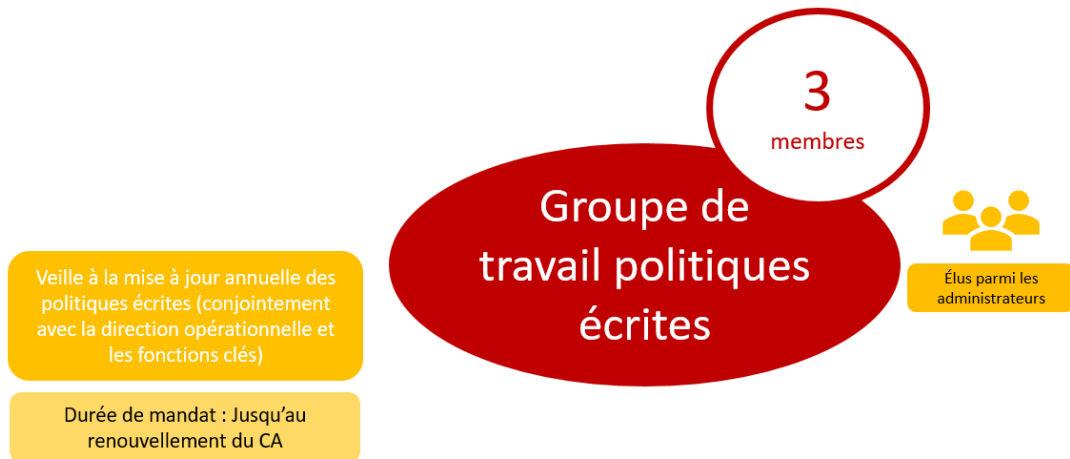 3
membres
Groupe de
travail politiques
écrites
Élus parmi les
administrateurs
Veille à la mise à jour annuelle des
politiques écrites (conjointement
avec la direction opérationnelle et
les fonctions clés)
Durée de mandat : Jusqu’au
renouvellement du CA